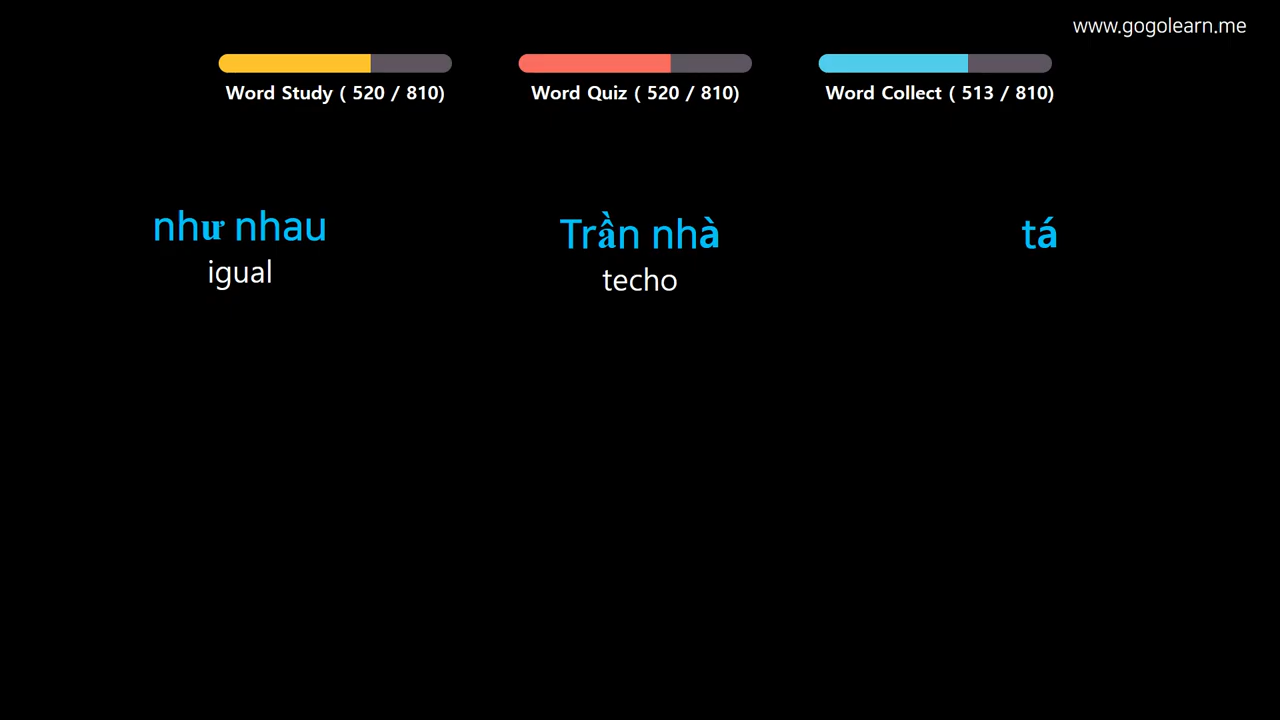 www.gogolearn.me
Word Study ( 520 / 810)
Word Quiz ( 520 / 810)
Word Collect ( 513 / 810)
như nhau
igual
Trần nhà
techo
tá